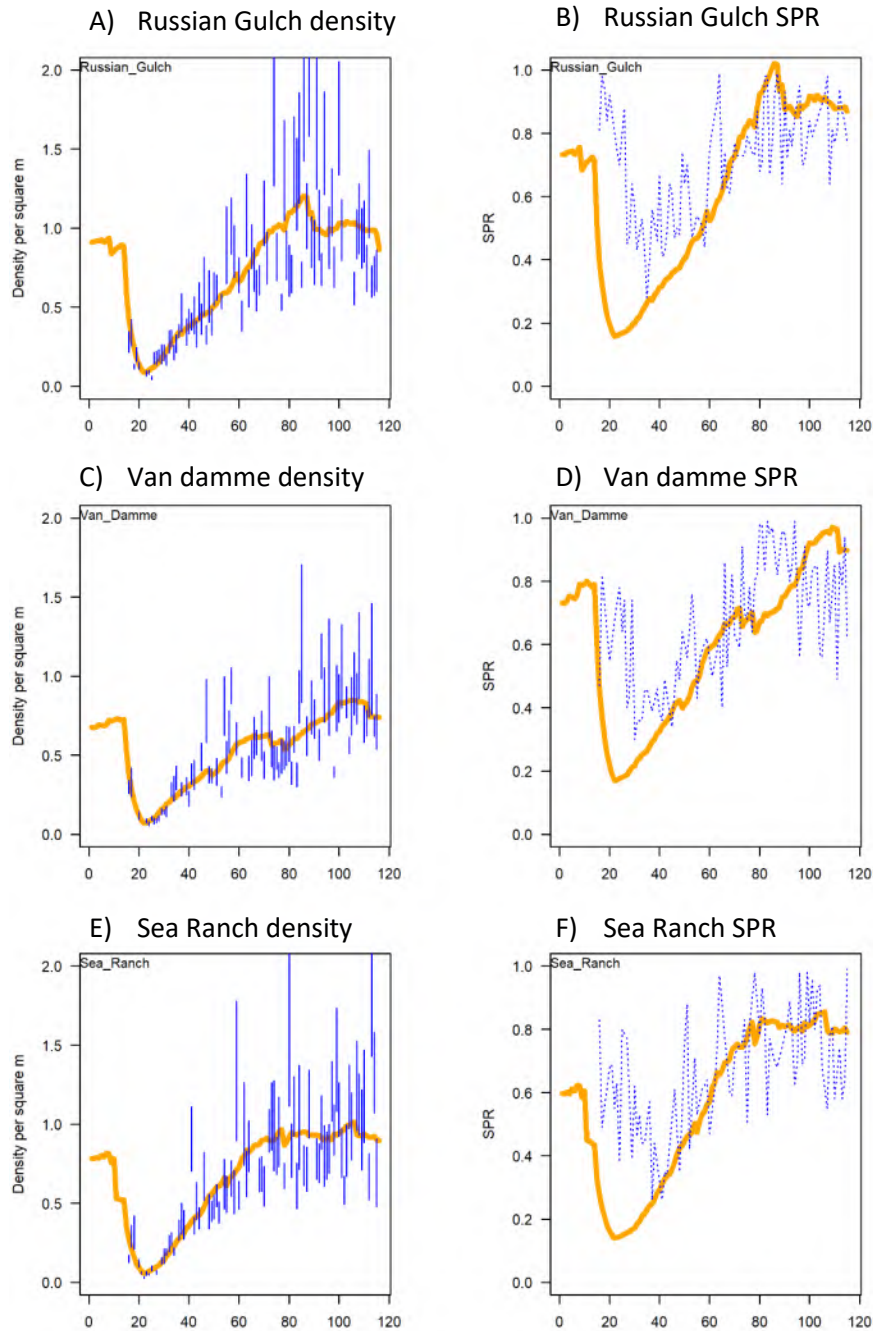 A) Russian Gulch density
B) Russian Gulch SPR
Russian_Gulch
2.0
1.5
1.0
0.5
0.0
Density per square m
0 20 40 60 80 100 120
Russian_Gulch
1.0
0.8
0.6
0.4
0.2
0.0
SPR
0 20 40 60 80 100 120
C) Van damme density
D) Van damme SPR
Van_Damme
2.0
1.5
1.0
0.5
0.0
Density per square m
0 20 40 60 80 100 120
Van_Damme
1.0
0.8
0.6
0.4
0.2
0.0
SPR
0 20 40 60 80 100 120
E) Sea Ranch density
F) Sea Ranch SPR
Sea_Ranch
2.0
1.5
1.0
0.5
0.0
Density per square m
0 20 40 60 80 100 120
Sea_Ranch
1.0
0.8
0.6
0.4
0.2
0.0
SPR
0 20 40 60 80 100 120